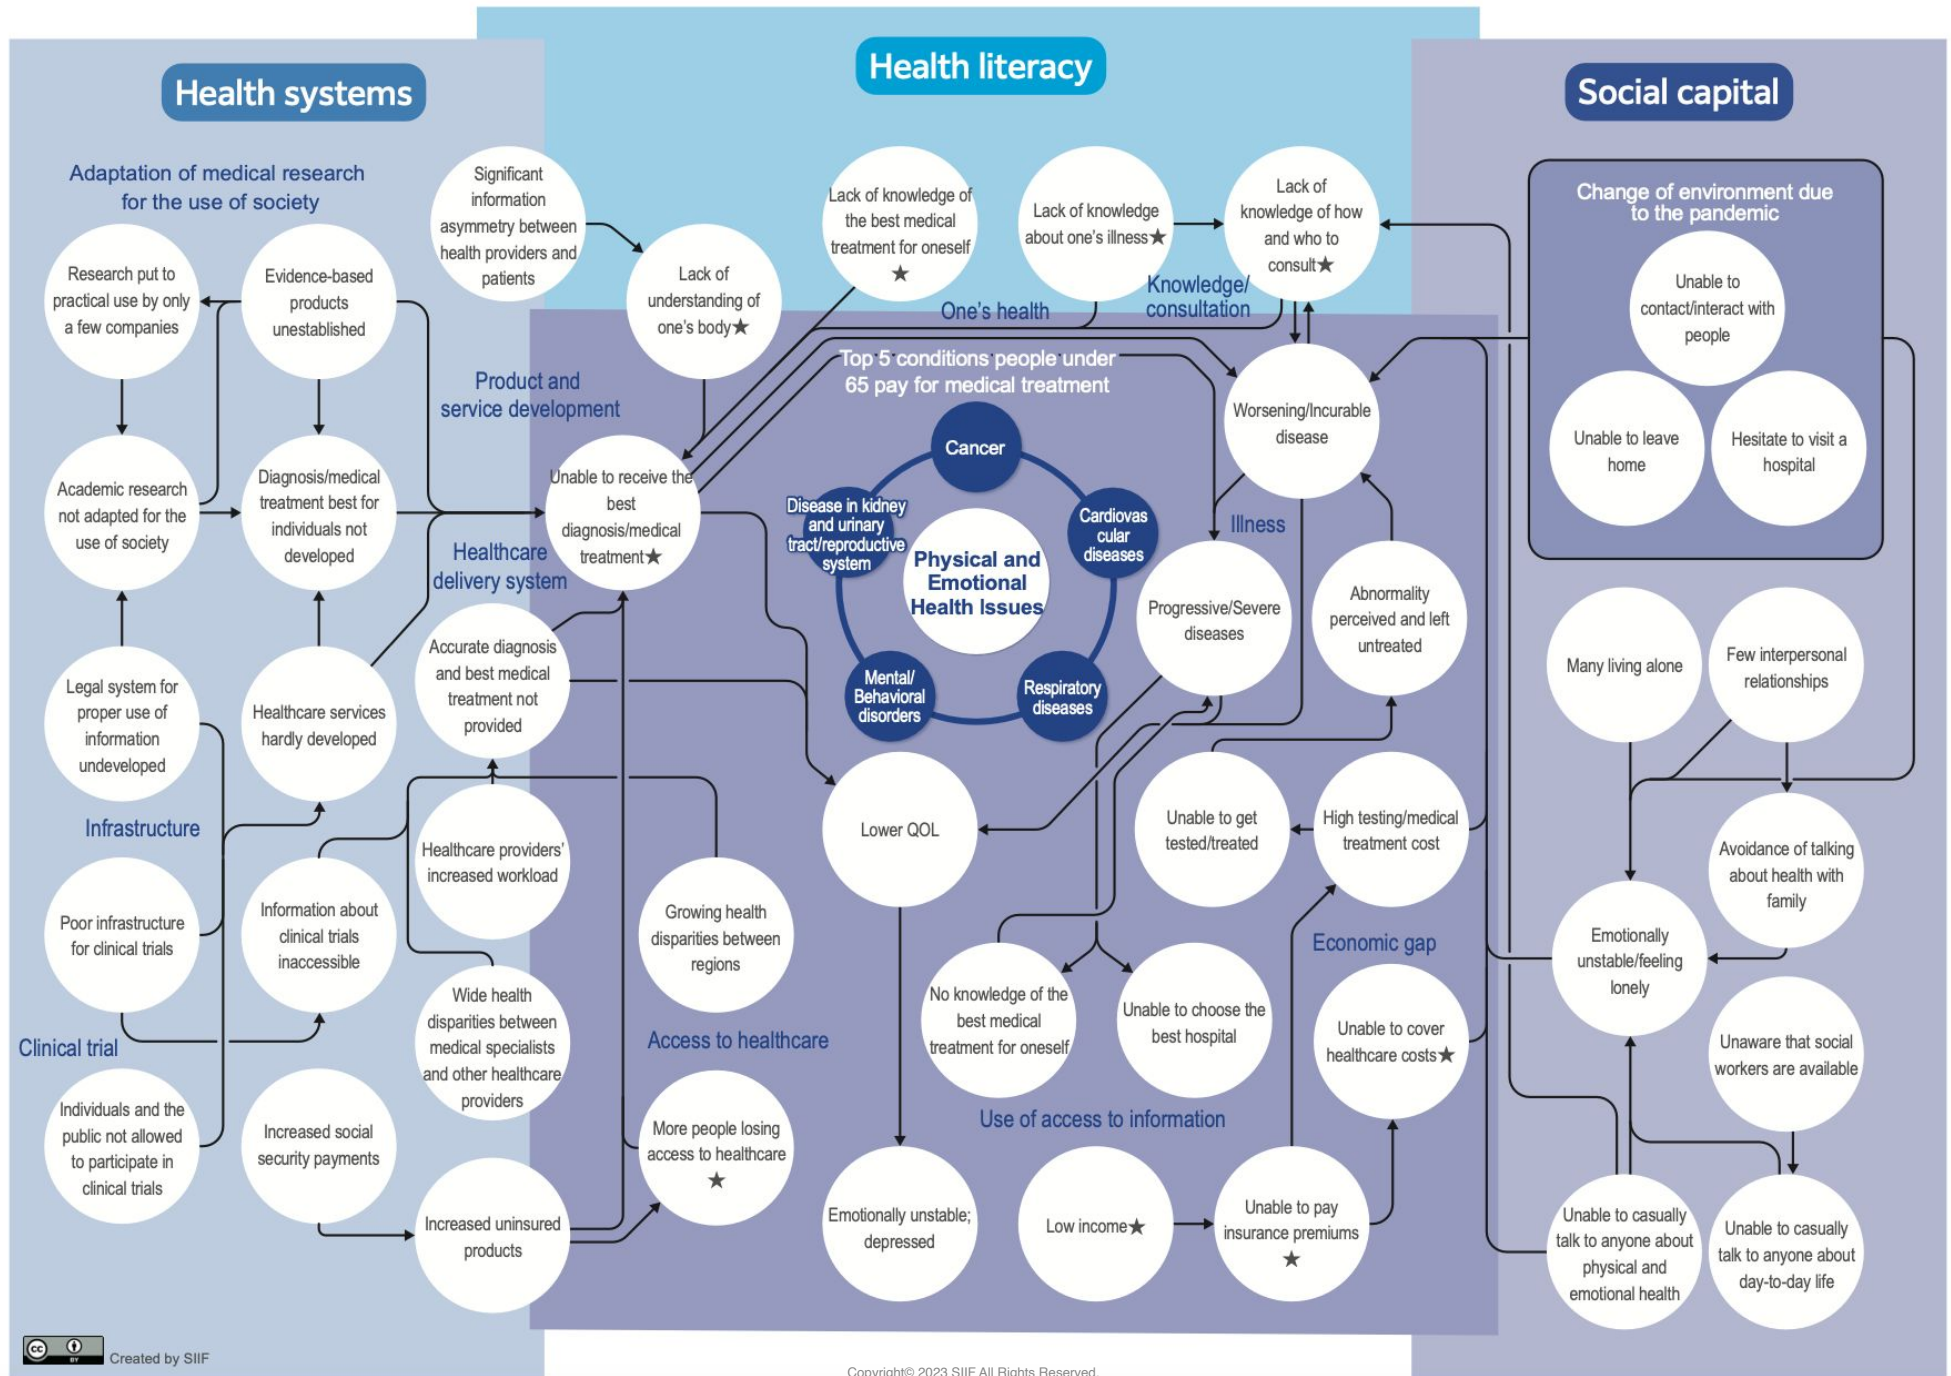 Health systems
Health literacy
Social capital
Adaptation of medical research
for the use of society
Research put to
practical use by only
a few companies
Evidence-based
products
unestablished
Significant
information
asymmetry between
health providers and
patients
Lack of
understanding of
one's body★
Lack of knowledge of
the best medical
treatment for oneself
★
Lack of knowledge
about one's illness★
Lack of
knowledge of how
and who to
consult★
One's health
Knowledge/
consultation
Change of environment due
to the pandemic
Unable to
contact/interact with
people
Unable to leave
home
Hesitate to visit a
hospital
Product and
service development
Top 5 conditions people under
65 pay for medical treatment
Worsening/Incurable
disease
Academic research
not adapted for the
use of society
Diagnosis/medical
treatment best for
individuals not
developed
Unable to receive the
best
diagnosis/medical
treatment★
Cancer
Disease in kidney
and urinary
tract/reproductive
system
Cardiovas
cular
diseases
Physical and
Emotional
Health Issues
Mental/
Behavioral
disorders
Respiratory
diseases
Illness
Healthcare
delivery system
Progressive/Severe
diseases
Abnormality
perceived and left
untreated
Many living alone
Few interpersonal
relationships
Legal system for
proper use of
information
undeveloped
Healthcare services
hardly developed
Accurate diagnosis
and best medical
treatment not
provided
Infrastructure
Healthcare providers'
increased workload
Lower QOL
Unable to get
tested/treated
High testing/medical
treatment cost
Avoidance of talking
about health with
family
Poor infrastructure
for clinical trials
Information about
clinical trials
inaccessible
Growing health
disparities between
regions
Economic gap
Emotionally
unstable/feeling
lonely
Wide health
disparities between
medical specialists
and other healthcare
providers
No knowledge of the
best medical
treatment for oneself
Unable to choose the
best hospital
Unable to cover
healthcare costs★
Unaware that social
workers are available
Clinical trial
Access to healthcare
Use of access to information
Individuals and the
public not allowed
to participate in
clinical trials
Increased social
security payments
Increased uninsured
products
More people losing
access to healthcare
★
Emotionally unstable;
depressed
Low income★
Unable to pay
insurance premiums
★
Unable to casually
talk to anyone about
physical and
emotional health
Unable to casually
talk to anyone about
day-to-day life
cc BY
Created by SIIF
Copyright© 2023 SIIF All Rights Reserved.